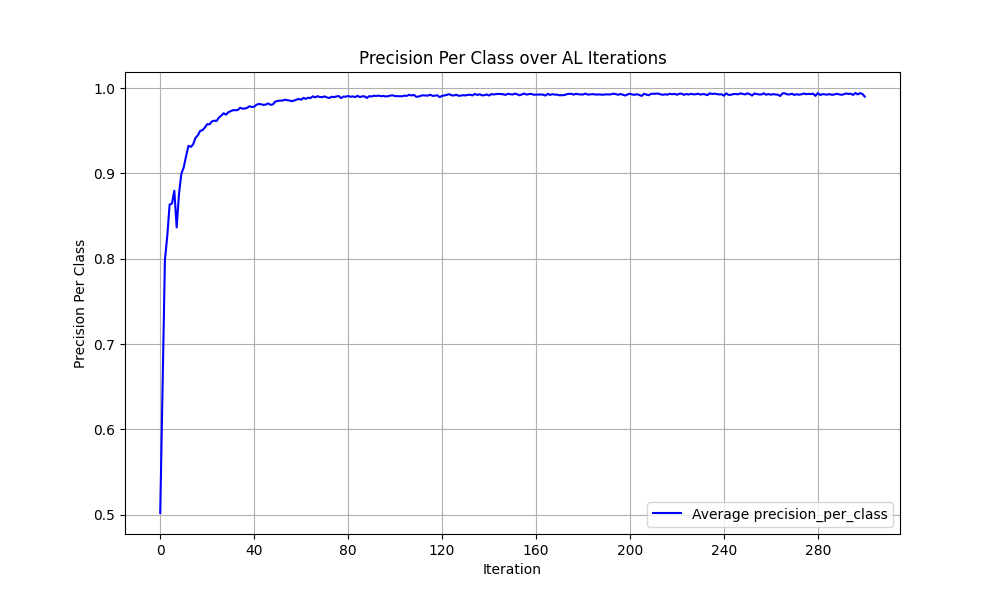 Precision Per Class over AL Iterations
1.0
0.9
0.8
0.7
0.6
0.5
Precision Per Class
0 40 80 120 160 200 240 280
Iteration
Average precision_per_class